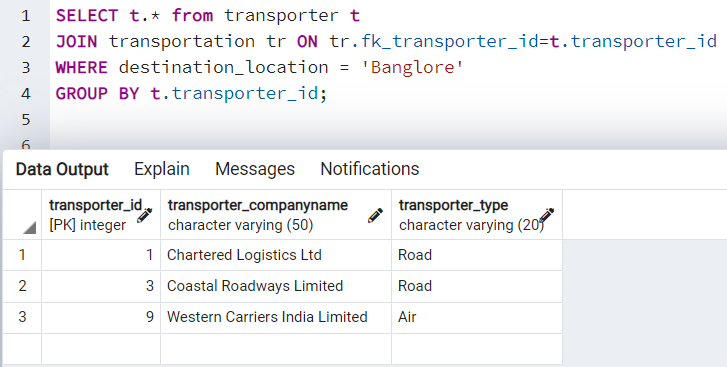 1 SELECT t.* from transporter t
2 JOIN transportation tr ON tr.fk_transporter_id=t.transporter_id
3 WHERE destination_location = 'Banglore'
4 GROUP BY t.transporter_id;
5
6
Data Output Explain Messages Notifications
transporter_id transporter_companyname transporter_type
[PK] integer character varying (50) character varying (20)
1 1 Chartered Logistics Ltd Road
2 3 Coastal Roadways Limited Road
3 9 Western Carriers India Limited Air